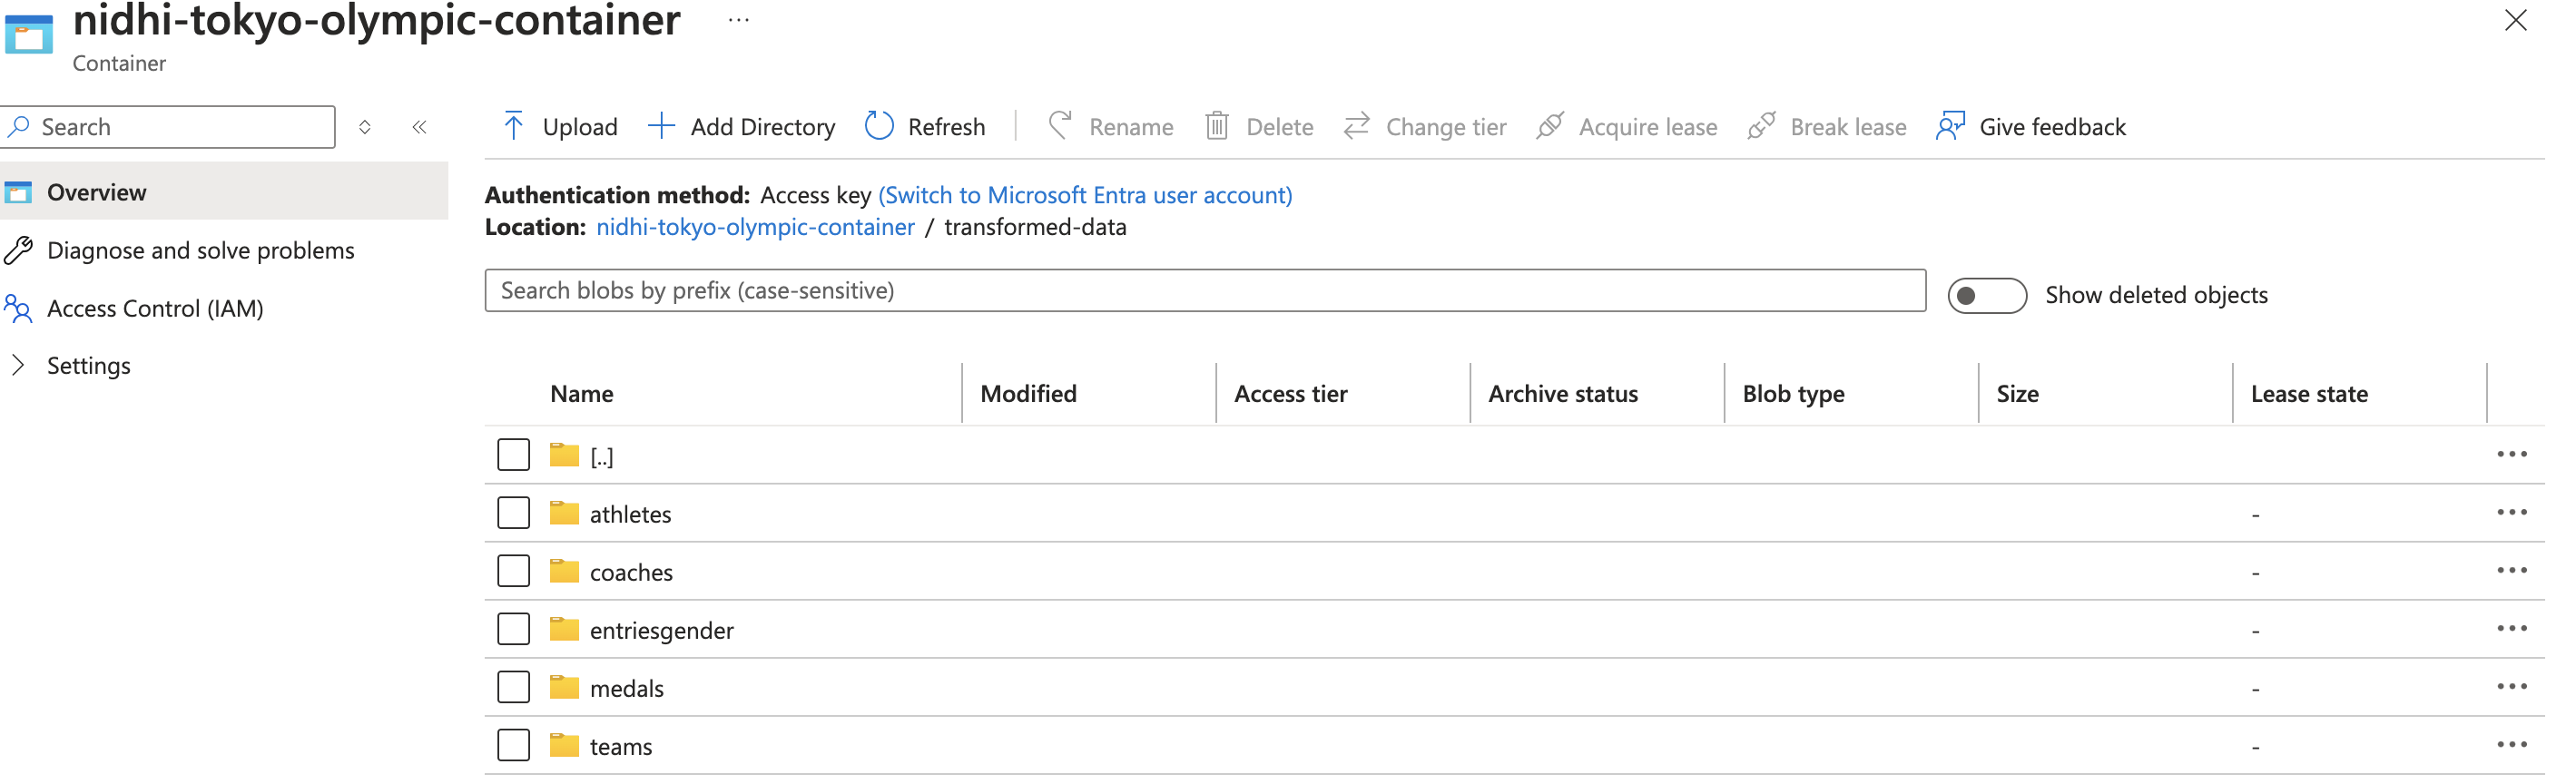 nidhi-tokyo-olympic-container ...
Container
Search
Overview
Diagnose and solve problems
Access Control (IAM)
Settings
Upload Add Directory Refresh Rename Delete Change tier Acquire lease Break lease Give feedback
Authentication method: Access key (Switch to Microsoft Entra user account)
Location: nidhi-tokyo-olympic-container / transformed-data
Search blobs by prefix (case-sensitive)
Show deleted objects
Name Modified Access tier Archive status Blob type Size Lease state
[..]
athletes -
coaches -
entriesgender -
medals -
teams -